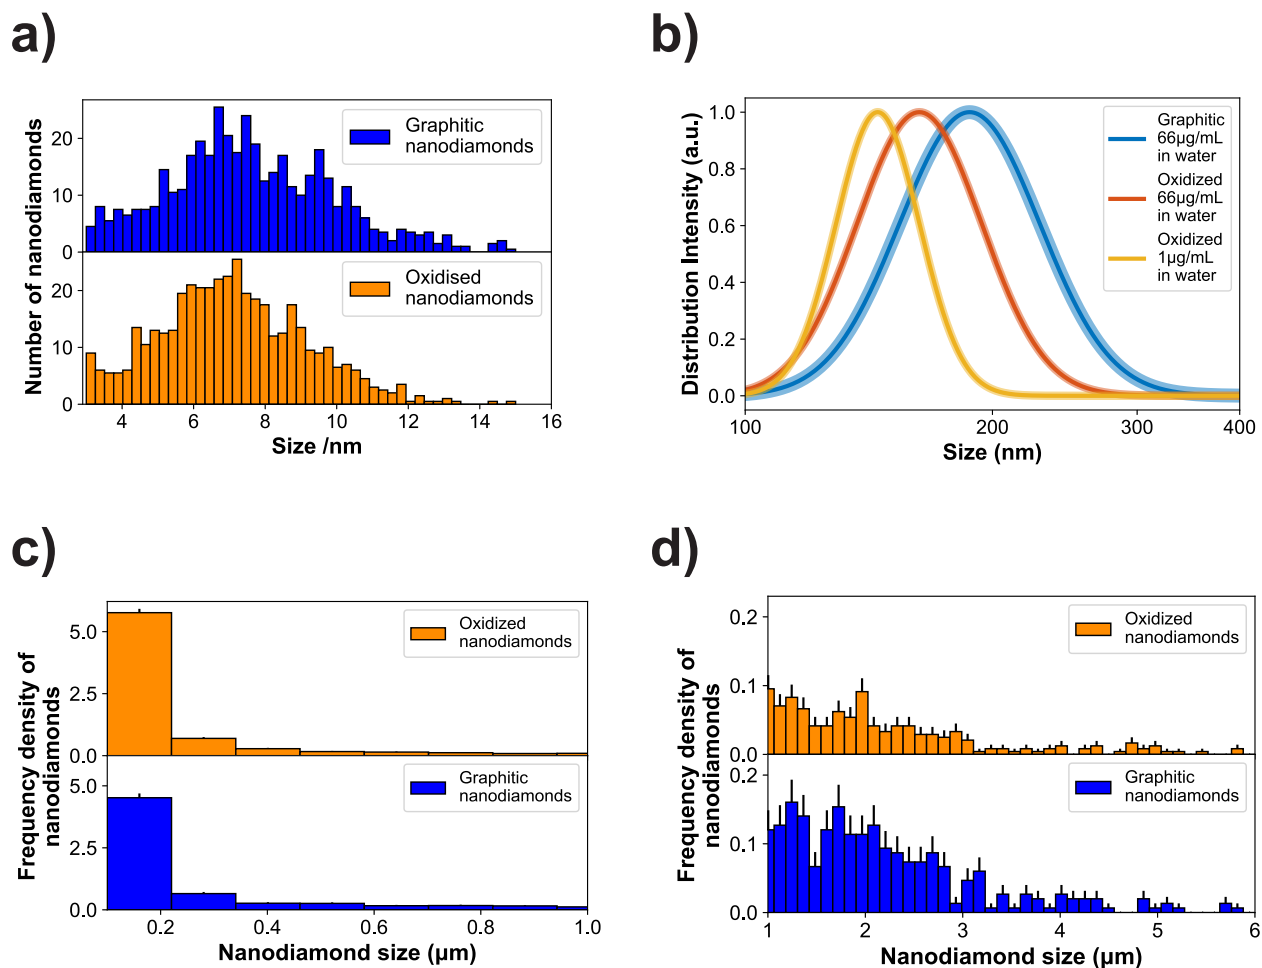 a)
Number of nanodiamonds
20
10
0
20
10
0
Graphitic
nanodiamonds
Oxidised
nanodiamonds
4 6 8 10 12 14 16
Size /nm
b)
Distribution Intensity (a.u.)
1.0
0.8
0.6
0.4
0.2
0.0
Graphitic
66µg/mL
in water
Oxidized
66µg/mL
in water
Oxidized
1µg/mL
in water
100 200 300 400
Size (nm)
c)
Frequency density of
nanodiamonds
5.0
2.5
0.0
5.0
2.5
0.0
Oxidized
nanodiamonds
Graphitic
nanodiamonds
0.2 0.4 0.6 0.8 1.0
Nanodiamond size (µm)
d)
Frequency density of
nanodiamonds
0.2
0.1
0.0
0.2
0.1
0.0
Oxidized
nanodiamonds
Graphitic
nanodiamonds
1 2 3 4 5 6
Nanodiamond size (µm)